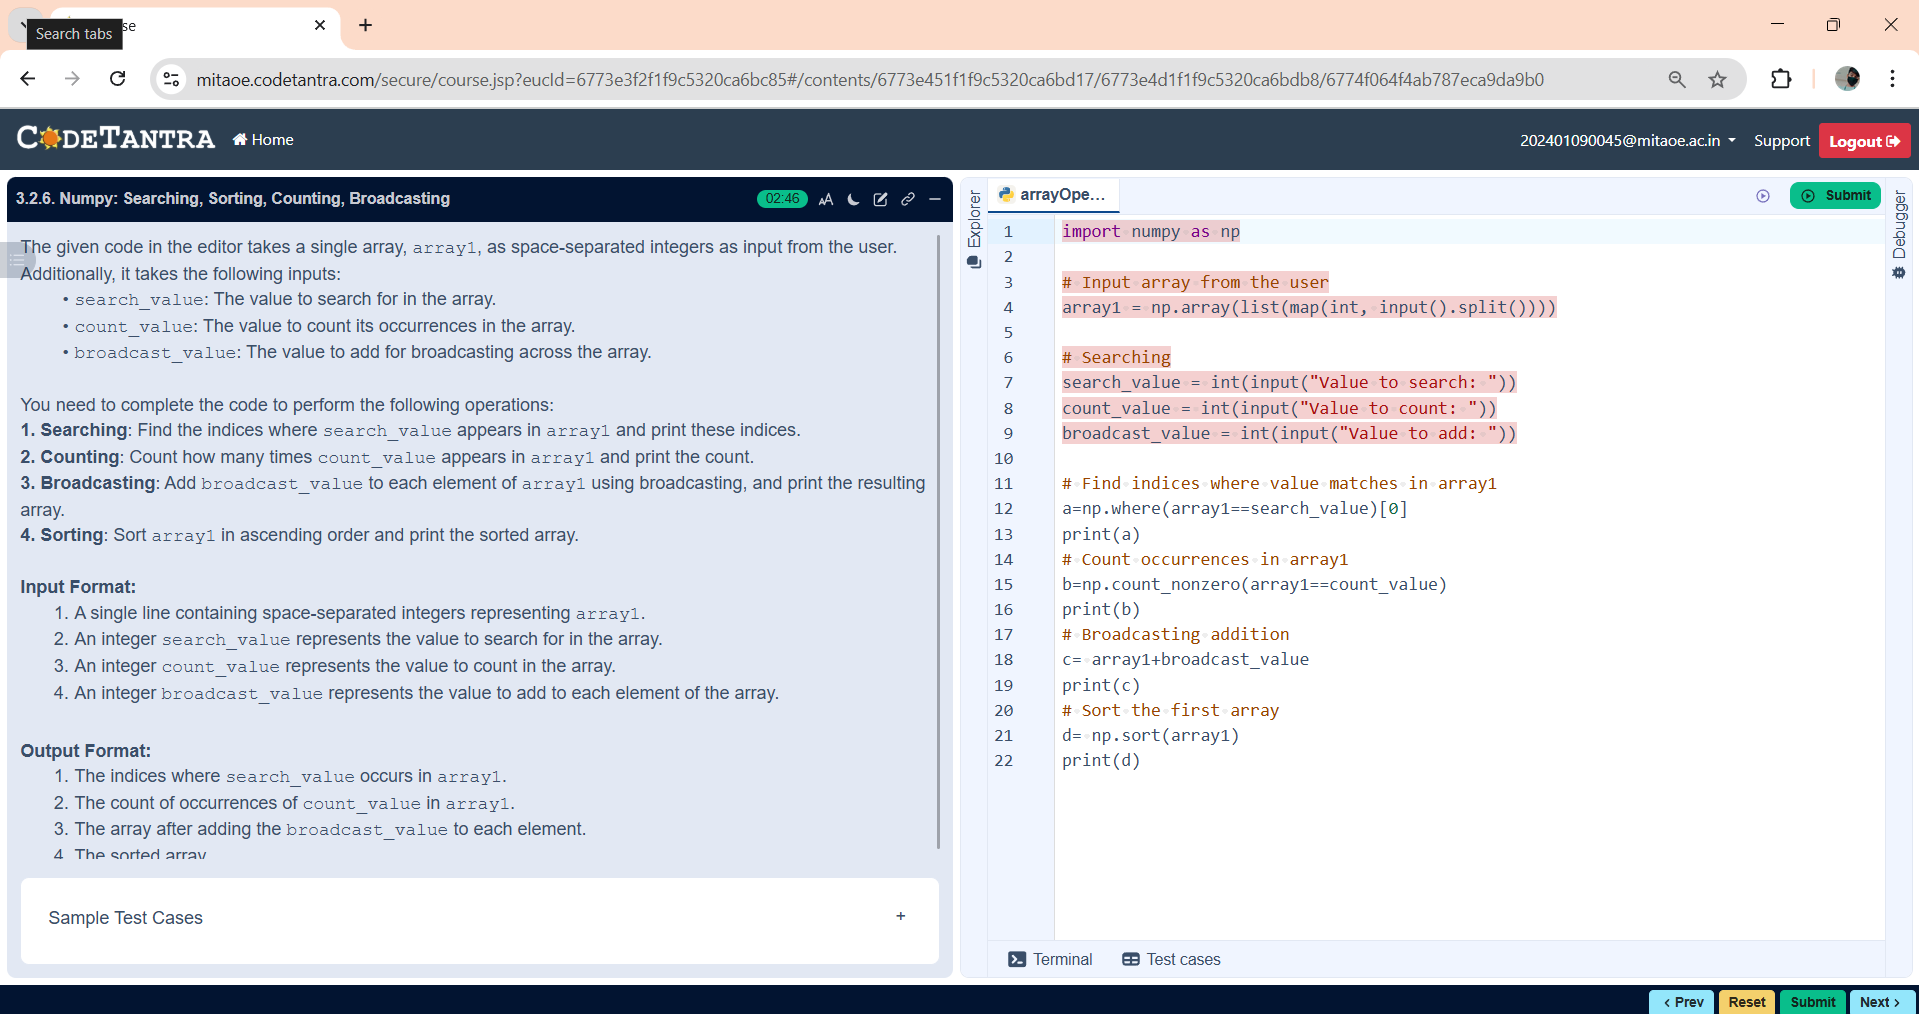 se
Search tabs
mitaoe.codetantra.com/secure/course.jsp?eucId=6773e3f2f1f9c5320ca6bc85#/contents/6773e451f1f9c5320ca6bd17/6773e4d1f1f9c5320ca6bdb8/6774f064f4ab787eca9da9b0
CODETANTRA Home 202401090045@mitaoe.ac.in Support Logout
3.2.6. Numpy: Searching, Sorting, Counting, Broadcasting 02:46 AA
The given code in the editor takes a single array, array1, as space-separated integers as input from the user.
Additionally, it takes the following inputs:
• search_value: The value to search for in the array.
• count_value: The value to count its occurrences in the array.
• broadcast_value: The value to add for broadcasting across the array.
You need to complete the code to perform the following operations:
1. Searching: Find the indices where search_value appears in array1 and print these indices.
2. Counting: Count how many times count_value appears in array1 and print the count.
3. Broadcasting: Add broadcast_value to each element of array1 using broadcasting, and print the resulting
array.
4. Sorting: Sort array1 in ascending order and print the sorted array.
Input Format:
1. A single line containing space-separated integers representing array1.
2. An integer search_value represents the value to search for in the array.
3. An integer count_value represents the value to count in the array.
4. An integer broadcast_value represents the value to add to each element of the array.
Output Format:
1. The indices where search_value occurs in array1.
2. The count of occurrences of count_value in array1.
3. The array after adding the broadcast_value to each element.
4. The sorted array
Sample Test Cases +
Explorer
arrayOpe... Submit
Debugger
1 import numpy as np
2
3 # Input array from the user
4 array1 = np.array(list(map(int, input().split())))
5
6 # Searching
7 search_value = int(input("Value to search: "))
8 count_value = int(input("Value to count: "))
9 broadcast_value = int(input("Value to add: "))
10
11 # Find indices where value matches in array1
12 a=np.where(array1==search_value)[0]
13 print(a)
14 # Count occurrences in array1
15 b=np.count_nonzero(array1==count_value)
16 print(b)
17 # Broadcasting addition
18 c= array1+broadcast_value
19 print(c)
20 # Sort the first array
21 d= np.sort(array1)
22 print(d)
Terminal Test cases
< Prev Reset Submit Next >